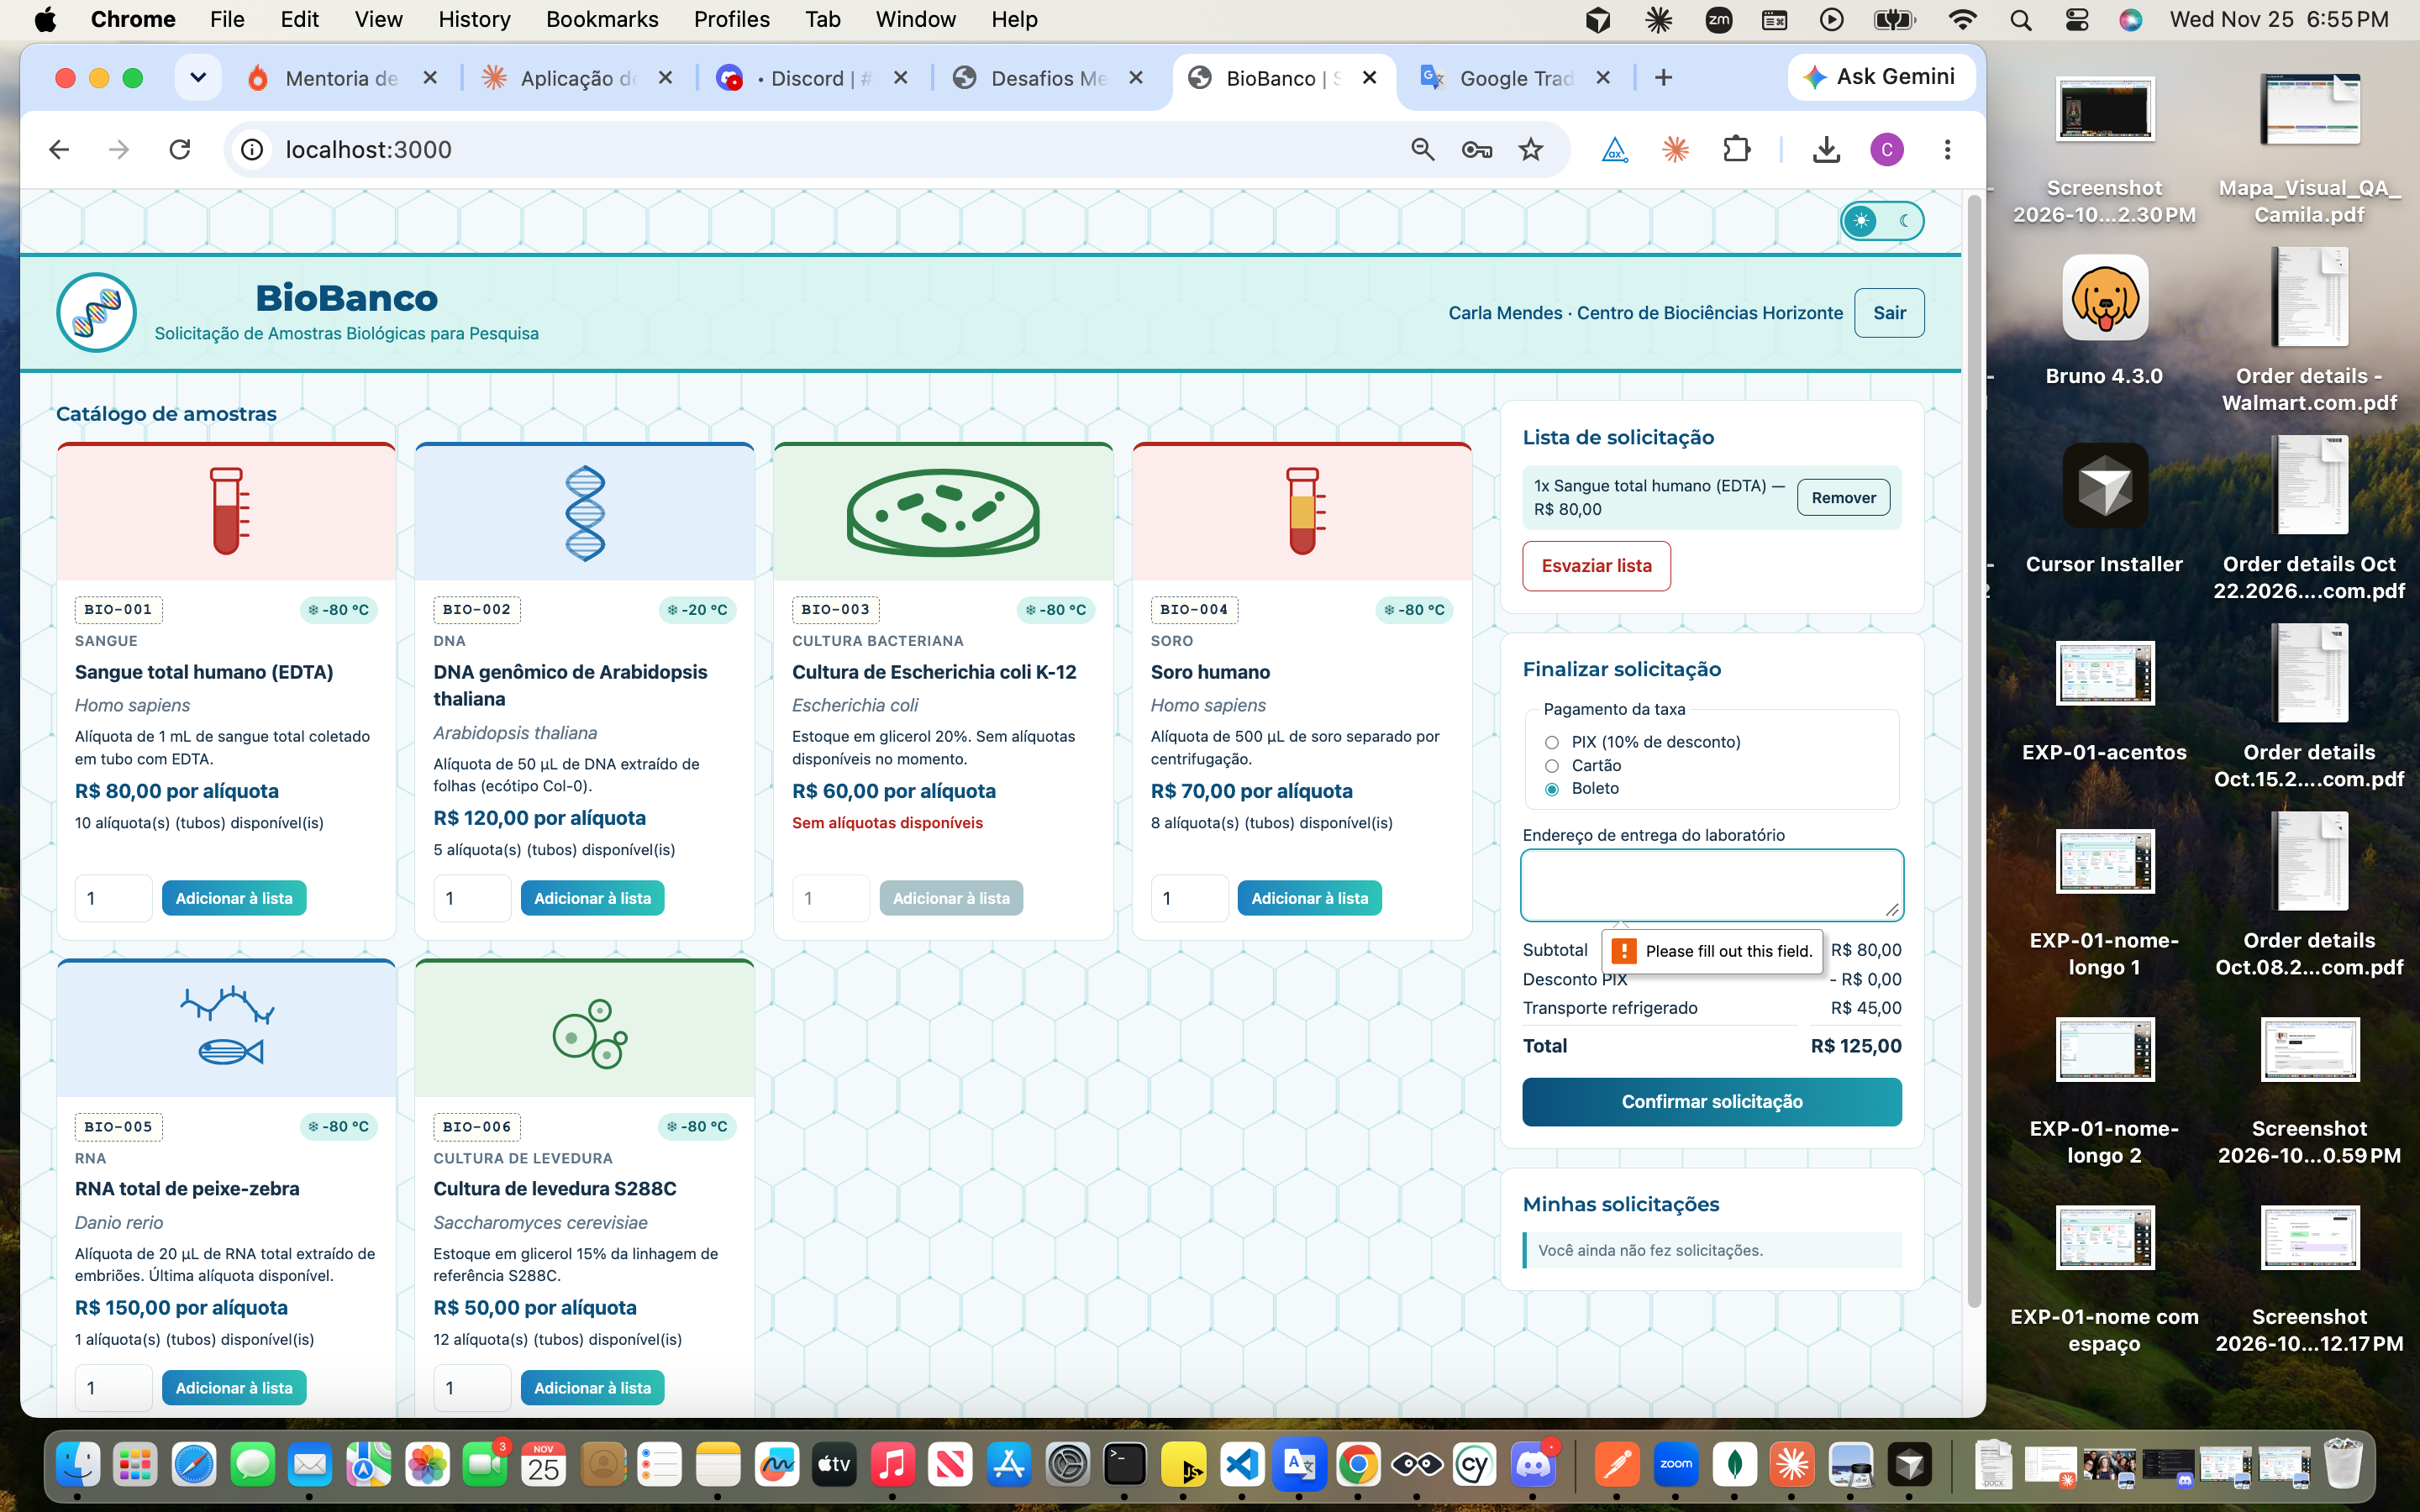 Chrome File Edit View History Bookmarks Profiles Tab Window Help
zm
Wed Nov 25 6:55 PM
Mentoria de
Aplicação de
• Discord | #
Desafios Me
BioBanco | S
Google Trad
Ask Gemini
localhost:3000
C
BioBanco
Solicitação de Amostras Biológicas para Pesquisa
Carla Mendes · Centro de Biociências Horizonte
Sair
Catálogo de amostras
BIO-001
❄ -80 °C
SANGUE
Sangue total humano (EDTA)
Homo sapiens
Alíquota de 1 mL de sangue total coletado
em tubo com EDTA.
R$ 80,00 por alíquota
10 alíquota(s) (tubos) disponível(is)
1
Adicionar à lista
BIO-002
❄ -20 °C
DNA
DNA genômico de Arabidopsis
thaliana
Arabidopsis thaliana
Alíquota de 50 µL de DNA extraído de
folhas (ecótipo Col-0).
R$ 120,00 por alíquota
5 alíquota(s) (tubos) disponível(is)
1
Adicionar à lista
BIO-003
❄ -80 °C
CULTURA BACTERIANA
Cultura de Escherichia coli K-12
Escherichia coli
Estoque em glicerol 20%. Sem alíquotas
disponíveis no momento.
R$ 60,00 por alíquota
Sem alíquotas disponíveis
1
Adicionar à lista
BIO-004
❄ -80 °C
SORO
Soro humano
Homo sapiens
Alíquota de 500 µL de soro separado por
centrifugação.
R$ 70,00 por alíquota
8 alíquota(s) (tubos) disponível(is)
1
Adicionar à lista
BIO-005
❄ -80 °C
RNA
RNA total de peixe-zebra
Danio rerio
Alíquota de 20 µL de RNA total extraído de
embriões. Última alíquota disponível.
R$ 150,00 por alíquota
1 alíquota(s) (tubos) disponível(is)
1
Adicionar à lista
BIO-006
❄ -80 °C
CULTURA DE LEVEDURA
Cultura de levedura S288C
Saccharomyces cerevisiae
Estoque em glicerol 15% da linhagem de
referência S288C.
R$ 50,00 por alíquota
12 alíquota(s) (tubos) disponível(is)
1
Adicionar à lista
Lista de solicitação
1x Sangue total humano (EDTA) —
R$ 80,00
Remover
Esvaziar lista
Finalizar solicitação
Pagamento da taxa
PIX (10% de desconto)
Cartão
Boleto
Endereço de entrega do laboratório
Please fill out this field.
Subtotal R$ 80,00
Desconto PIX - R$ 0,00
Transporte refrigerado R$ 45,00
Total R$ 125,00
Confirmar solicitação
Minhas solicitações
Você ainda não fez solicitações.
Screenshot
2026-10...2.30 PM
Mapa_Visual_QA_
Camila.pdf
Bruno 4.3.0
Order details -
Walmart.com.pdf
Cursor Installer
Order details Oct
22.2026....com.pdf
EXP-01-acentos
Order details
Oct.15.2....com.pdf
EXP-01-nome-
longo 1
Order details
Oct.08.2...com.pdf
EXP-01-nome-
longo 2
Screenshot
2026-10...0.59 PM
EXP-01-nome com
espaço
Screenshot
2026-10...12.17 PM
3
NOV
25
tv
JS
A
zoom
cy
DOCX